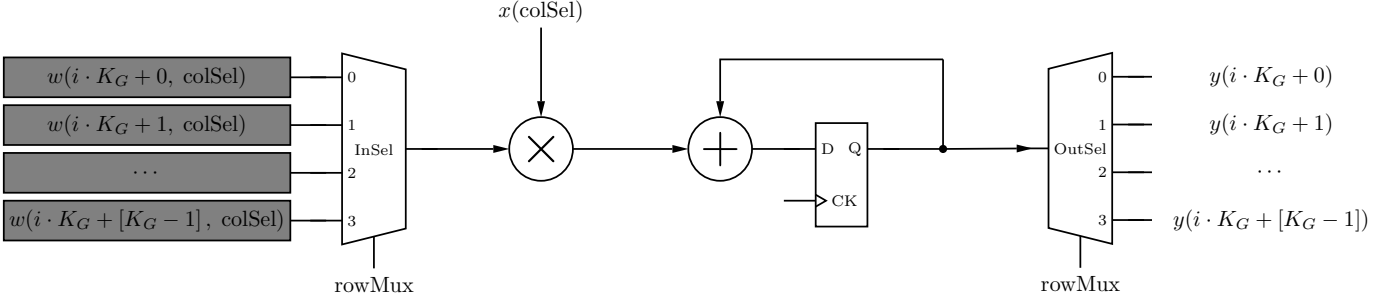 x(colSel)
w(i · K_G + 0, colSel)
w(i · K_G + 1, colSel)
· · ·
w(i · K_G + [K_G − 1], colSel)
0
1
InSel
2
3
rowMux
×
+
D Q
CK
0
1
OutSel
2
3
rowMux
y(i · K_G + 0)
y(i · K_G + 1)
· · ·
y(i · K_G + [K_G − 1])